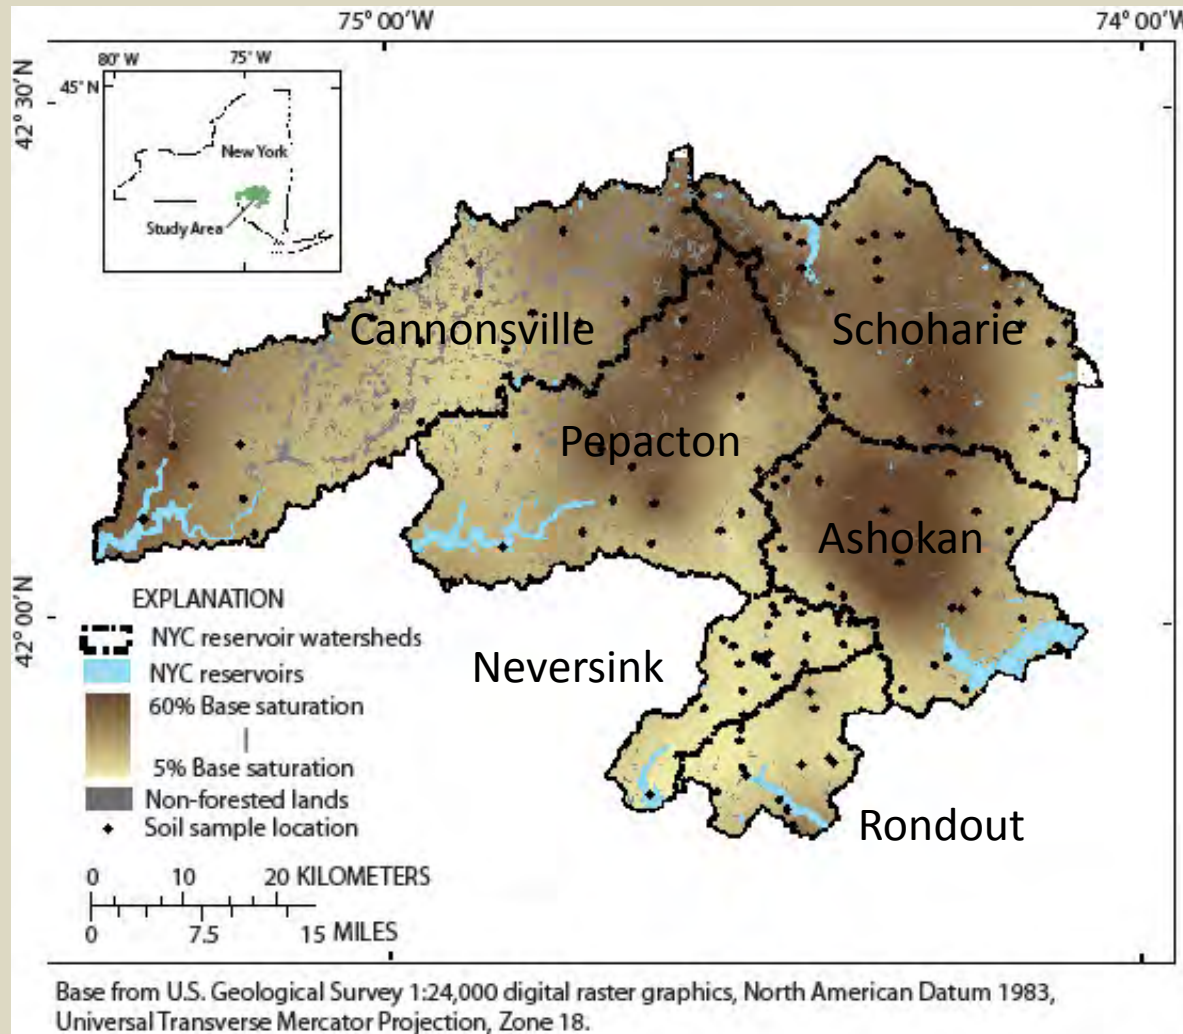 75° 00'W 74° 00'W
80° W 75° W
45° N
42° 30'N
New York
Study Area
Cannonsville Schoharie
Pepacton
Ashokan
42° 00'N
EXPLANATION
NYC reservoir watersheds
Neversink
NYC reservoirs
60% Base saturation
5% Base saturation
Non-forested lands
Rondout
Soil sample location
0 10 20 KILOMETERS
0 7.5 15 MILES
Base from U.S. Geological Survey 1:24,000 digital raster graphics, North American Datum 1983,
Universal Transverse Mercator Projection, Zone 18.